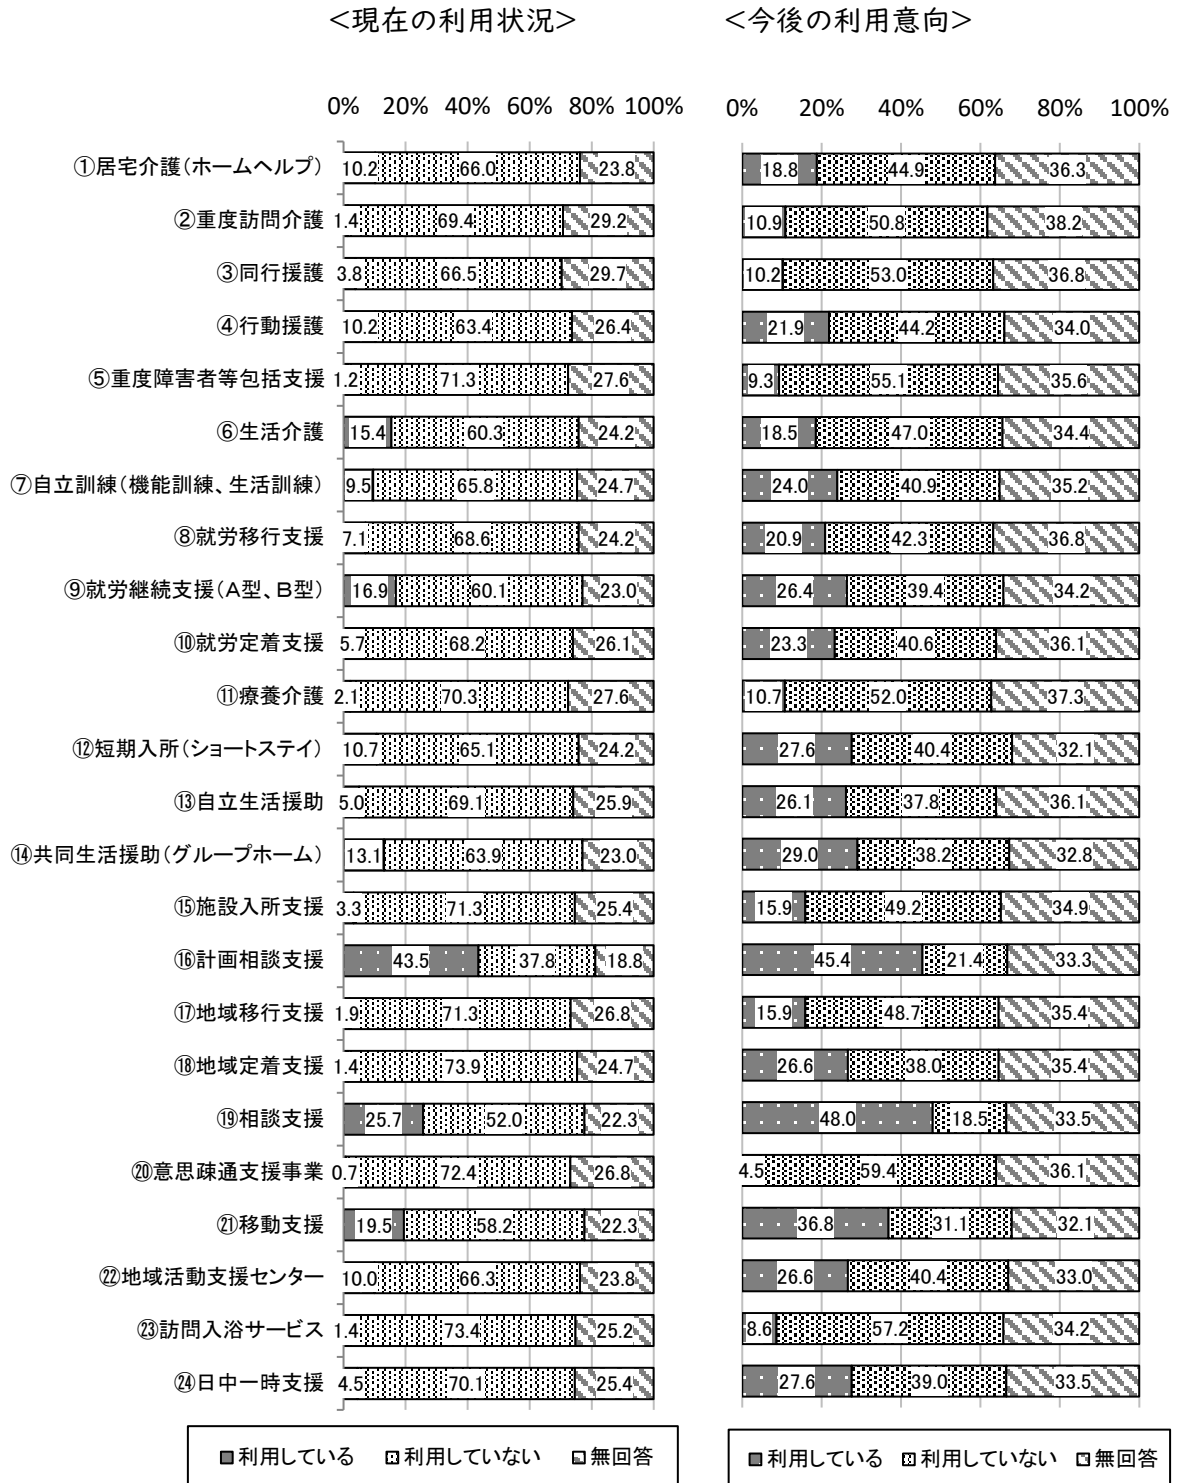 <現在の利用状況> <今後の利用意向>
0% 20% 40% 60% 80% 100% 0% 20% 40% 60% 80% 100%
①居宅介護(ホームヘルプ) 10.2 66.0 23.8 18.8 44.9 36.3
②重度訪問介護 1.4 69.4 29.2 10.9 50.8 38.2
③同行援護 3.8 66.5 29.7 10.2 53.0 36.8
④行動援護 10.2 63.4 26.4 21.9 44.2 34.0
⑤重度障害者等包括支援 1.2 71.3 27.6 9.3 55.1 35.6
⑥生活介護 15.4 60.3 24.2 18.5 47.0 34.4
⑦自立訓練(機能訓練、生活訓練) 9.5 65.8 24.7 24.0 40.9 35.2
⑧就労移行支援 7.1 68.6 24.2 20.9 42.3 36.8
⑨就労継続支援(A型、B型) 16.9 60.1 23.0 26.4 39.4 34.2
⑩就労定着支援 5.7 68.2 26.1 23.3 40.6 36.1
⑪療養介護 2.1 70.3 27.6 10.7 52.0 37.3
⑫短期入所(ショートステイ) 10.7 65.1 24.2 27.6 40.4 32.1
⑬自立生活援助 5.0 69.1 25.9 26.1 37.8 36.1
⑭共同生活援助(グループホーム) 13.1 63.9 23.0 29.0 38.2 32.8
⑮施設入所支援 3.3 71.3 25.4 15.9 49.2 34.9
⑯計画相談支援 43.5 37.8 18.8 45.4 21.4 33.3
⑰地域移行支援 1.9 71.3 26.8 15.9 48.7 35.4
⑱地域定着支援 1.4 73.9 24.7 26.6 38.0 35.4
⑲相談支援 25.7 52.0 22.3 48.0 18.5 33.5
⑳意思疎通支援事業 0.7 72.4 26.8 4.5 59.4 36.1
㉑移動支援 19.5 58.2 22.3 36.8 31.1 32.1
㉒地域活動支援センター 10.0 66.3 23.8 26.6 40.4 33.0
㉓訪問入浴サービス 1.4 73.4 25.2 8.6 57.2 34.2
㉔日中一時支援 4.5 70.1 25.4 27.6 39.0 33.5
利用している 利用していない 無回答 利用している 利用していない 無回答